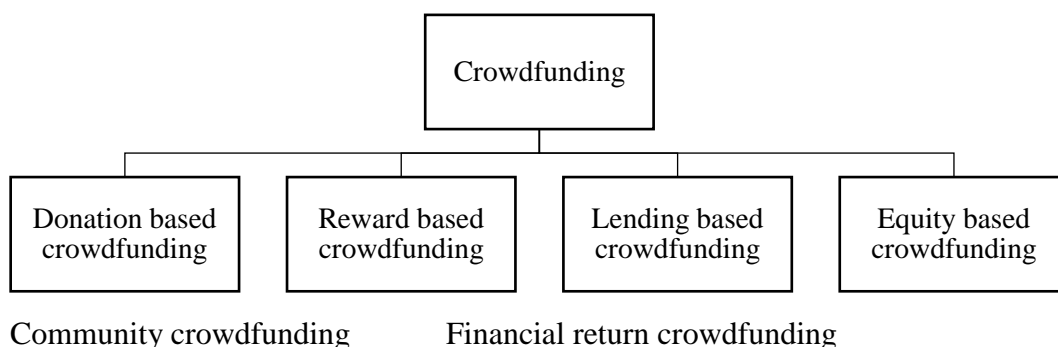 Crowdfunding
Donation based
crowdfunding
Reward based
crowdfunding
Lending based
crowdfunding
Equity based
crowdfunding
Community crowdfunding
Financial return crowdfunding